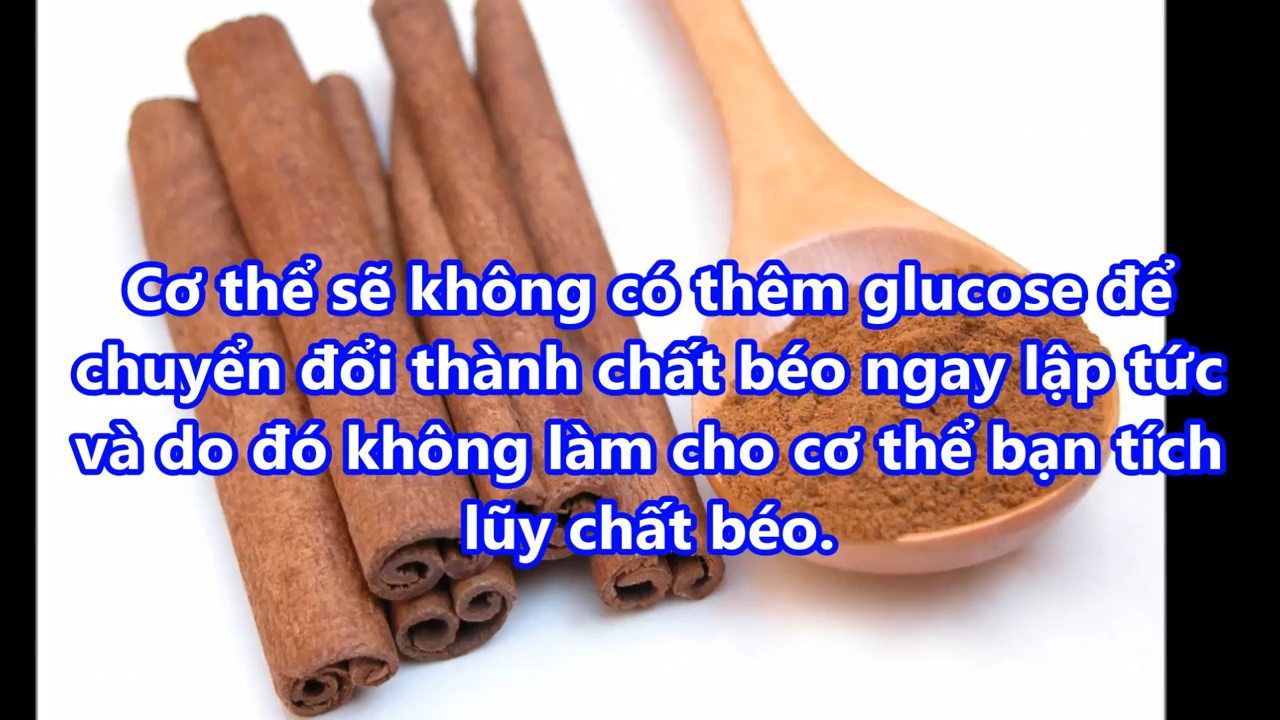 Cơ thể sẽ không có thêm glucose để
chuyển đổi thành chất béo ngay lập tức
và do đó không làm cho cơ thể bạn tích
lũy chất béo.